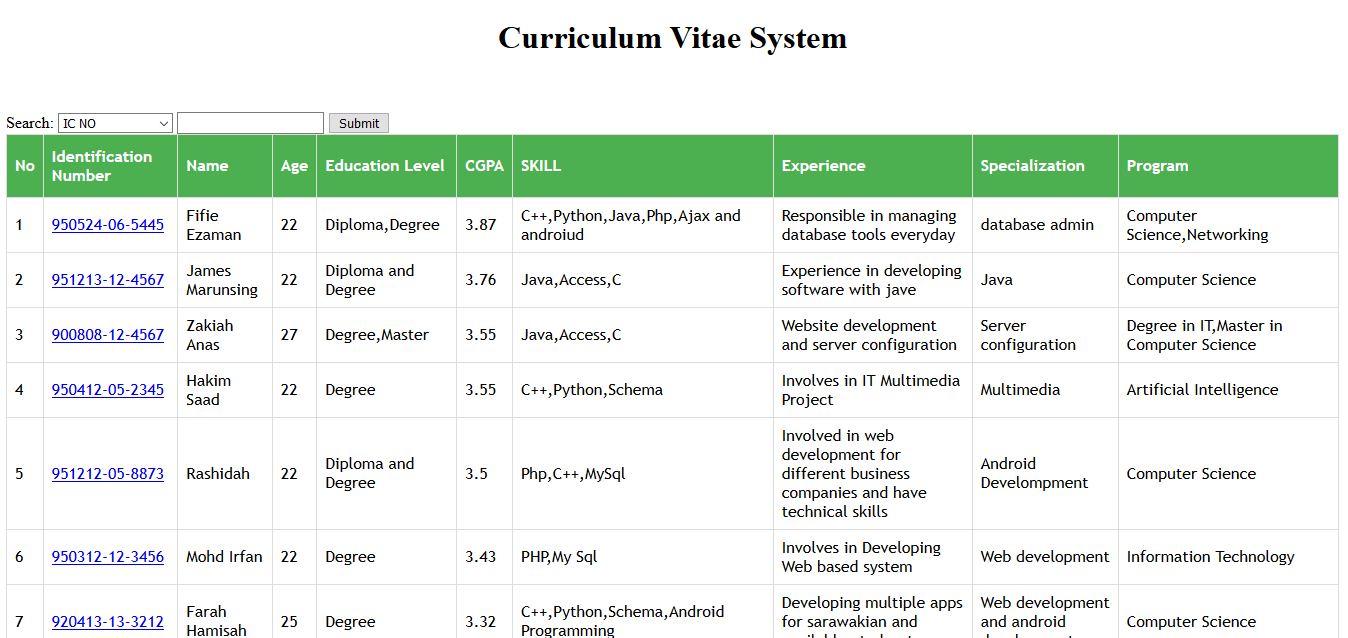 Curriculum Vitae System
Search: IC NO Submit
No Identification Number Name Age Education Level CGPA SKILL Experience Specialization Program
1 950524-06-5445 Fifie Ezaman 22 Diploma,Degree 3.87 C++,Python,Java,Php,Ajax and androiud Responsible in managing database tools everyday database admin Computer Science,Networking
2 951213-12-4567 James Marunsing 22 Diploma and Degree 3.76 Java,Access,C Experience in developing software with jave Java Computer Science
3 900808-12-4567 Zakiah Anas 27 Degree,Master 3.55 Java,Access,C Website development and server configuration Server configuration Degree in IT,Master in Computer Science
4 950412-05-2345 Hakim Saad 22 Degree 3.55 C++,Python,Schema Involves in IT Multimedia Project Multimedia Artificial Intelligence
5 951212-05-8873 Rashidah 22 Diploma and Degree 3.5 Php,C++,MySql Involved in web development for different business companies and have technical skills Android Develompment Computer Science
6 950312-12-3456 Mohd Irfan 22 Degree 3.43 PHP,My Sql Involves in Developing Web based system Web development Information Technology
7 920413-13-3212 Farah Hamisah 25 Degree 3.32 C++,Python,Schema,Android Programming Developing multiple apps for sarawakian and Web development and android Computer Science